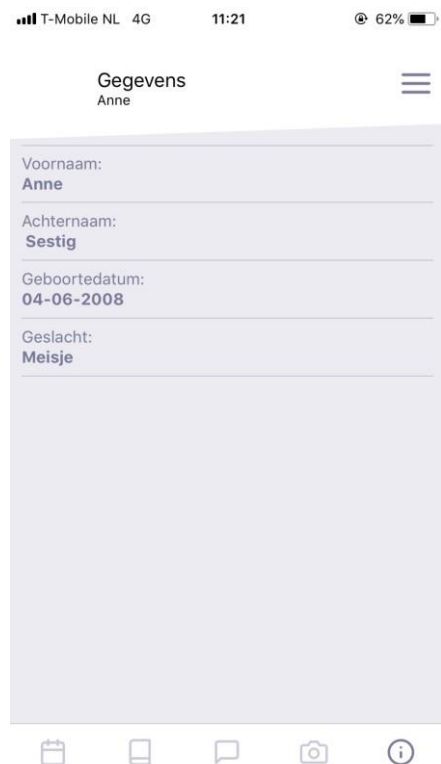 T-Mobile NL 4G 11:21 62%
Gegevens
Anne
Voornaam:
Anne
Achternaam:
Sestig
Geboortedatum:
04-06-2008
Geslacht:
Meisje